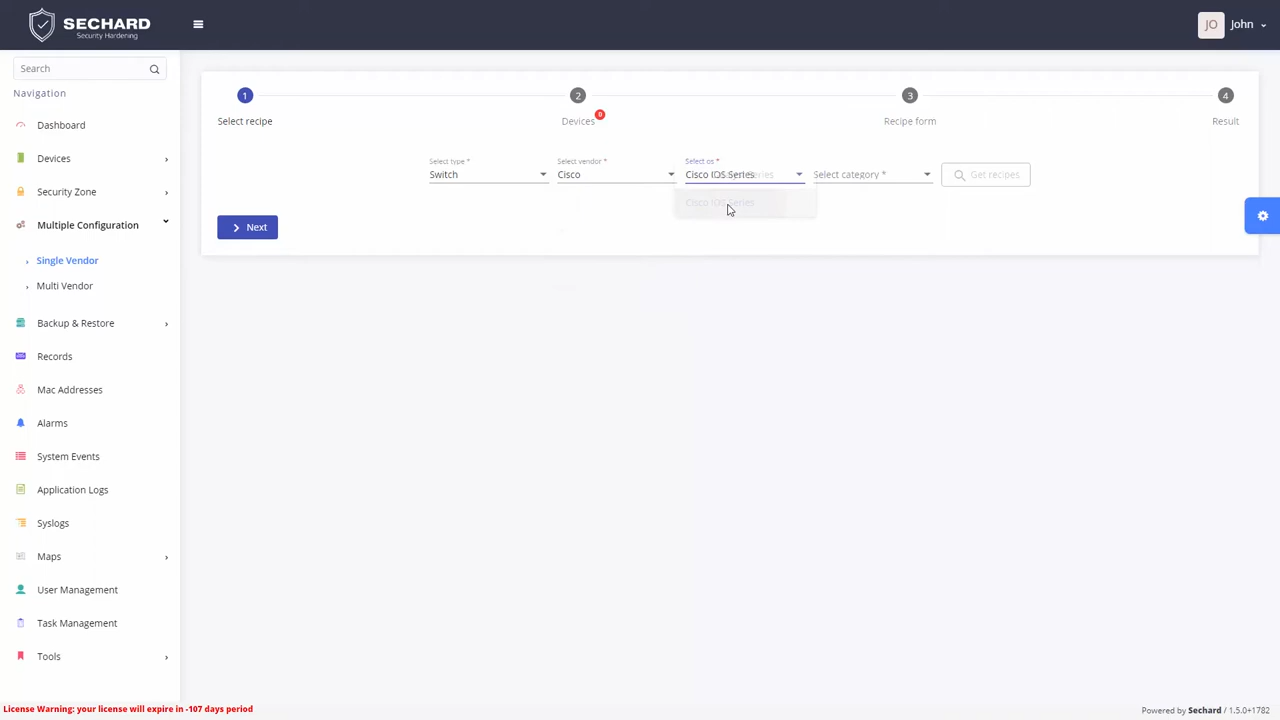 SECHARD
Security Hardening
JO
John
Search
Navigation
Dashboard
Devices
Security Zone
Multiple Configuration
Single Vendor
Multi Vendor
Backup & Restore
Records
Mac Addresses
Alarms
System Events
Application Logs
Syslogs
Maps
User Management
Task Management
Tools
License Warning: your license will expire in -107 days period
1
2
3
4
Select recipe
Devices
0
Recipe form
Result
Select type *
Switch
Select vendor *
Cisco
Select os *
Cisco IOS Series
Select category *
Get recipes
Cisco IOS Series
Next
Powered by Sechard / 1.5.0+1782